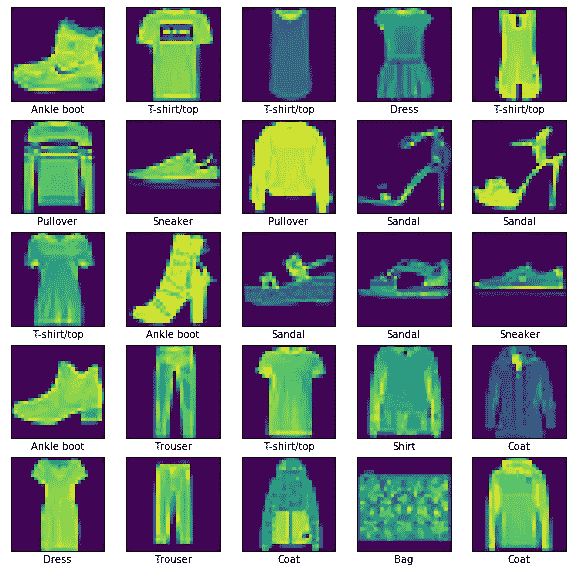 Ankle boot T-shirt/top T-shirt/top Dress T-shirt/top
Pullover Sneaker Pullover Sandal Sandal
T-shirt/top Ankle boot Sandal Sandal Sneaker
Ankle boot Trouser T-shirt/top Shirt Coat
Dress Trouser Coat Bag Coat